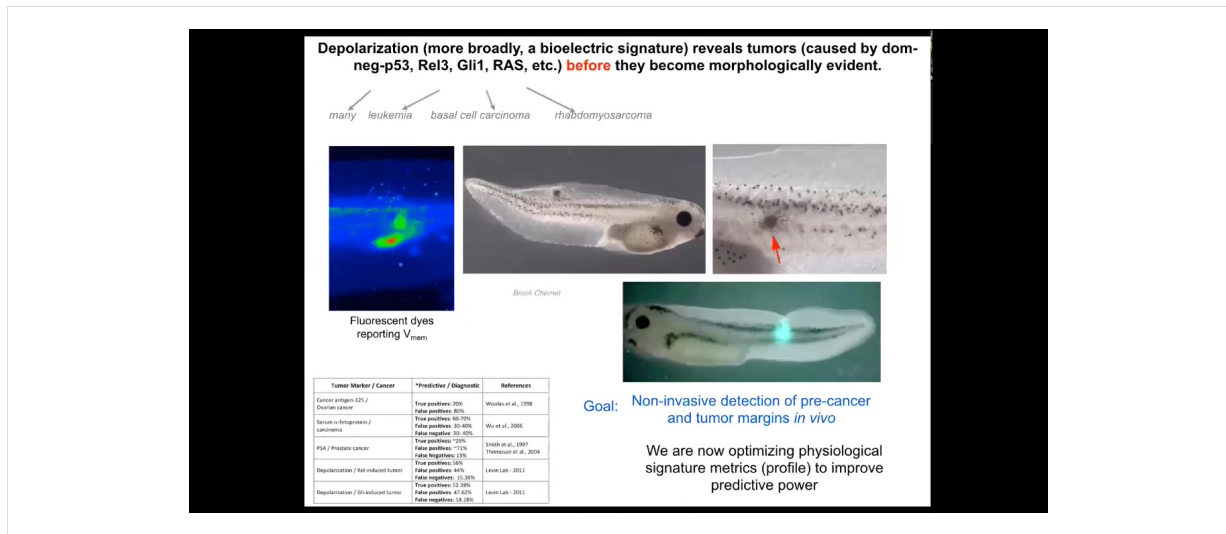 Depolarization (more broadly, a bioelectric signature) reveals tumors (caused by dom-
neg-p53, Rel3, Gli1, RAS, etc.) before they become morphologically evident.
many leukemia basal cell carcinoma rhabdomyosarcoma
Brook Chernet
Fluorescent dyes
reporting Vmem
Tumor Marker / Cancer *Predictive / Diagnostic References
Cancer antigen-125 /
Ovarian cancer
True positives: 20%
False positives: 80%
Woolas et al., 1998
Serum α-fetoprotein /
carcinoma
True positives: 60-70%
False positives: 30-40%
False negative: 30-40%
Wu et al., 2006
PSA / Prostate cancer
True positives: ~29%
False positives: ~71%
False Negatives: 15%
Smith et al., 1997
Thompson et al., 2004
Depolarization / Rel-induced tumor
True positives: 56%
False positives: 44%
False negatives: 15.38%
Levin Lab - 2011
Depolarization / Gli-induced tumor
True positives: 52.38%
False positives: 47.62%
False negatives: 18.18%
Levin Lab - 2011
Goal: Non-invasive detection of pre-cancer
and tumor margins in vivo
We are now optimizing physiological
signature metrics (profile) to improve
predictive power